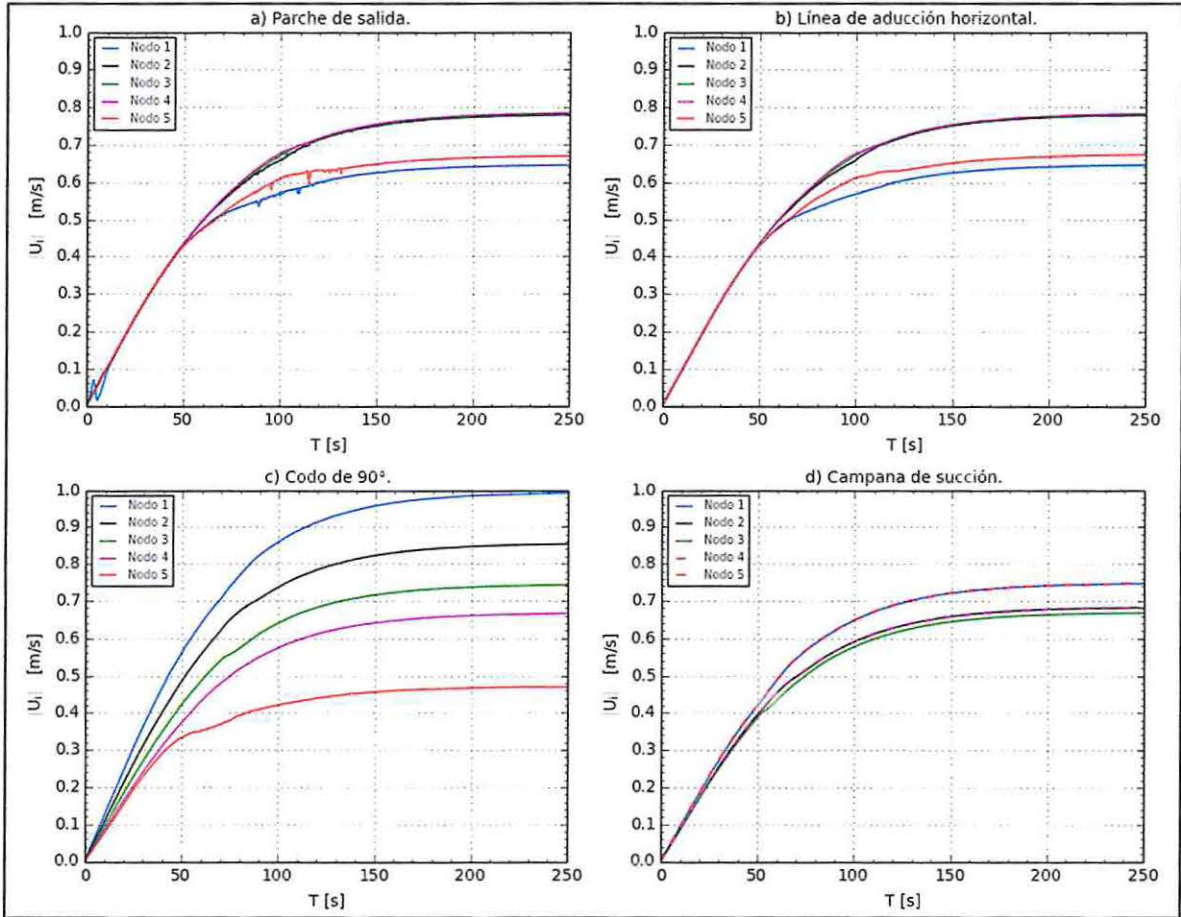 a) Parche de salida.
1.0
0.9
0.8
0.7
0.6
0.5
0.4
0.3
0.2
0.1
0.0
|U_i| [m/s]
Nodo 1
Nodo 2
Nodo 3
Nodo 4
Nodo 5
0 50 100 150 200 250
T [s]
b) Línea de aducción horizontal.
1.0
0.9
0.8
0.7
0.6
0.5
0.4
0.3
0.2
0.1
0.0
|U_i| [m/s]
Nodo 1
Nodo 2
Nodo 3
Nodo 4
Nodo 5
0 50 100 150 200 250
T [s]
c) Codo de 90°.
1.0
0.9
0.8
0.7
0.6
0.5
0.4
0.3
0.2
0.1
0.0
|U_i| [m/s]
Nodo 1
Nodo 2
Nodo 3
Nodo 4
Nodo 5
0 50 100 150 200 250
T [s]
d) Campana de succión.
1.0
0.9
0.8
0.7
0.6
0.5
0.4
0.3
0.2
0.1
0.0
|U_i| [m/s]
Nodo 1
Nodo 2
Nodo 3
Nodo 4
Nodo 5
0 50 100 150 200 250
T [s]